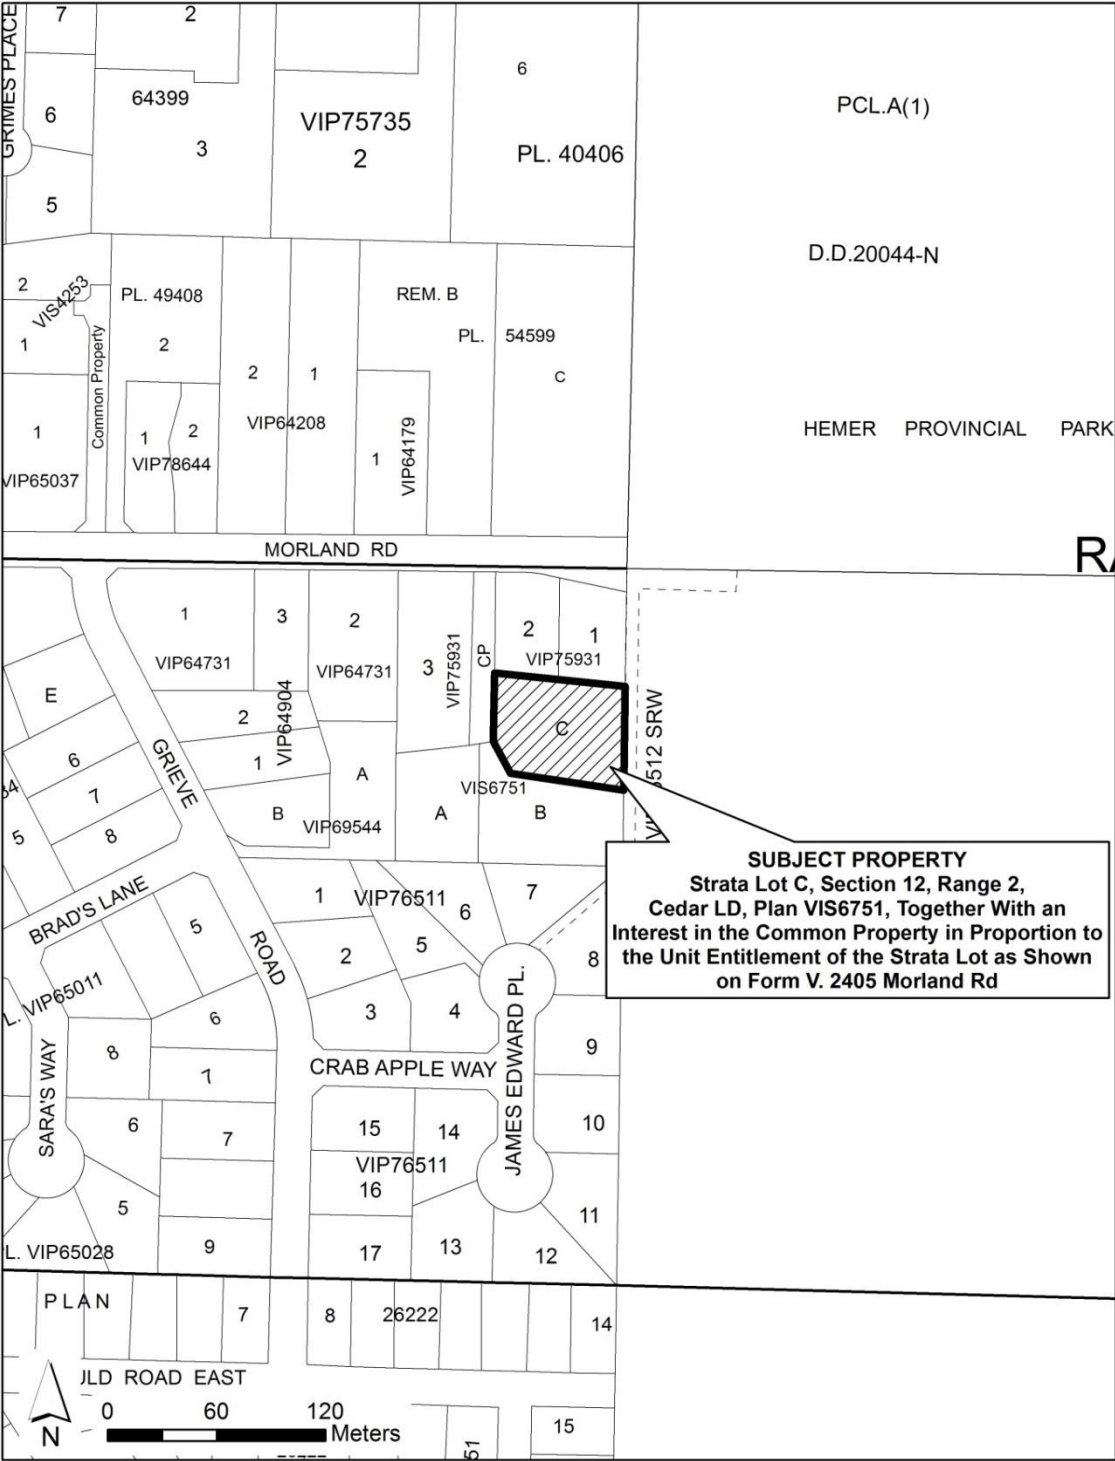 GRIMES PLACE
7
2
6
64399
3
VIP75735
2
6
PL. 40406
PCL.A(1)
5
D.D.20044-N
2
VIS4253
PL. 49408
REM. B
PL. 54599
1
Common Property
2
2
1
C
1
1
2
VIP64208
1
VIP64179
HEMER PROVINCIAL PARK
VIP65037
VIP78644
MORLAND RD
RA
1
3
2
VIP75931
CP
2
1
VIP64731
VIP64731
3
VIP75931
E
2
VIP64904
C
6
GRIEVE
1
A
7
VIS6751
5
8
B
VIP69544
A
B
512 SRW
SUBJECT PROPERTY
Strata Lot C, Section 12, Range 2,
Cedar LD, Plan VIS6751, Together With an
Interest in the Common Property in Proportion to
the Unit Entitlement of the Strata Lot as Shown
on Form V. 2405 Morland Rd
BRAD'S LANE
5
ROAD
1
VIP76511
6
7
2
5
8
L. VIP65011
6
3
4
JAMES EDWARD PL.
8
7
CRAB APPLE WAY
9
SARA'S WAY
6
7
15
14
10
VIP76511
16
5
11
L. VIP65028
9
17
13
12
PLAN
7
8
26222
14
ULD ROAD EAST
0 60 120
Meters
N
51
15